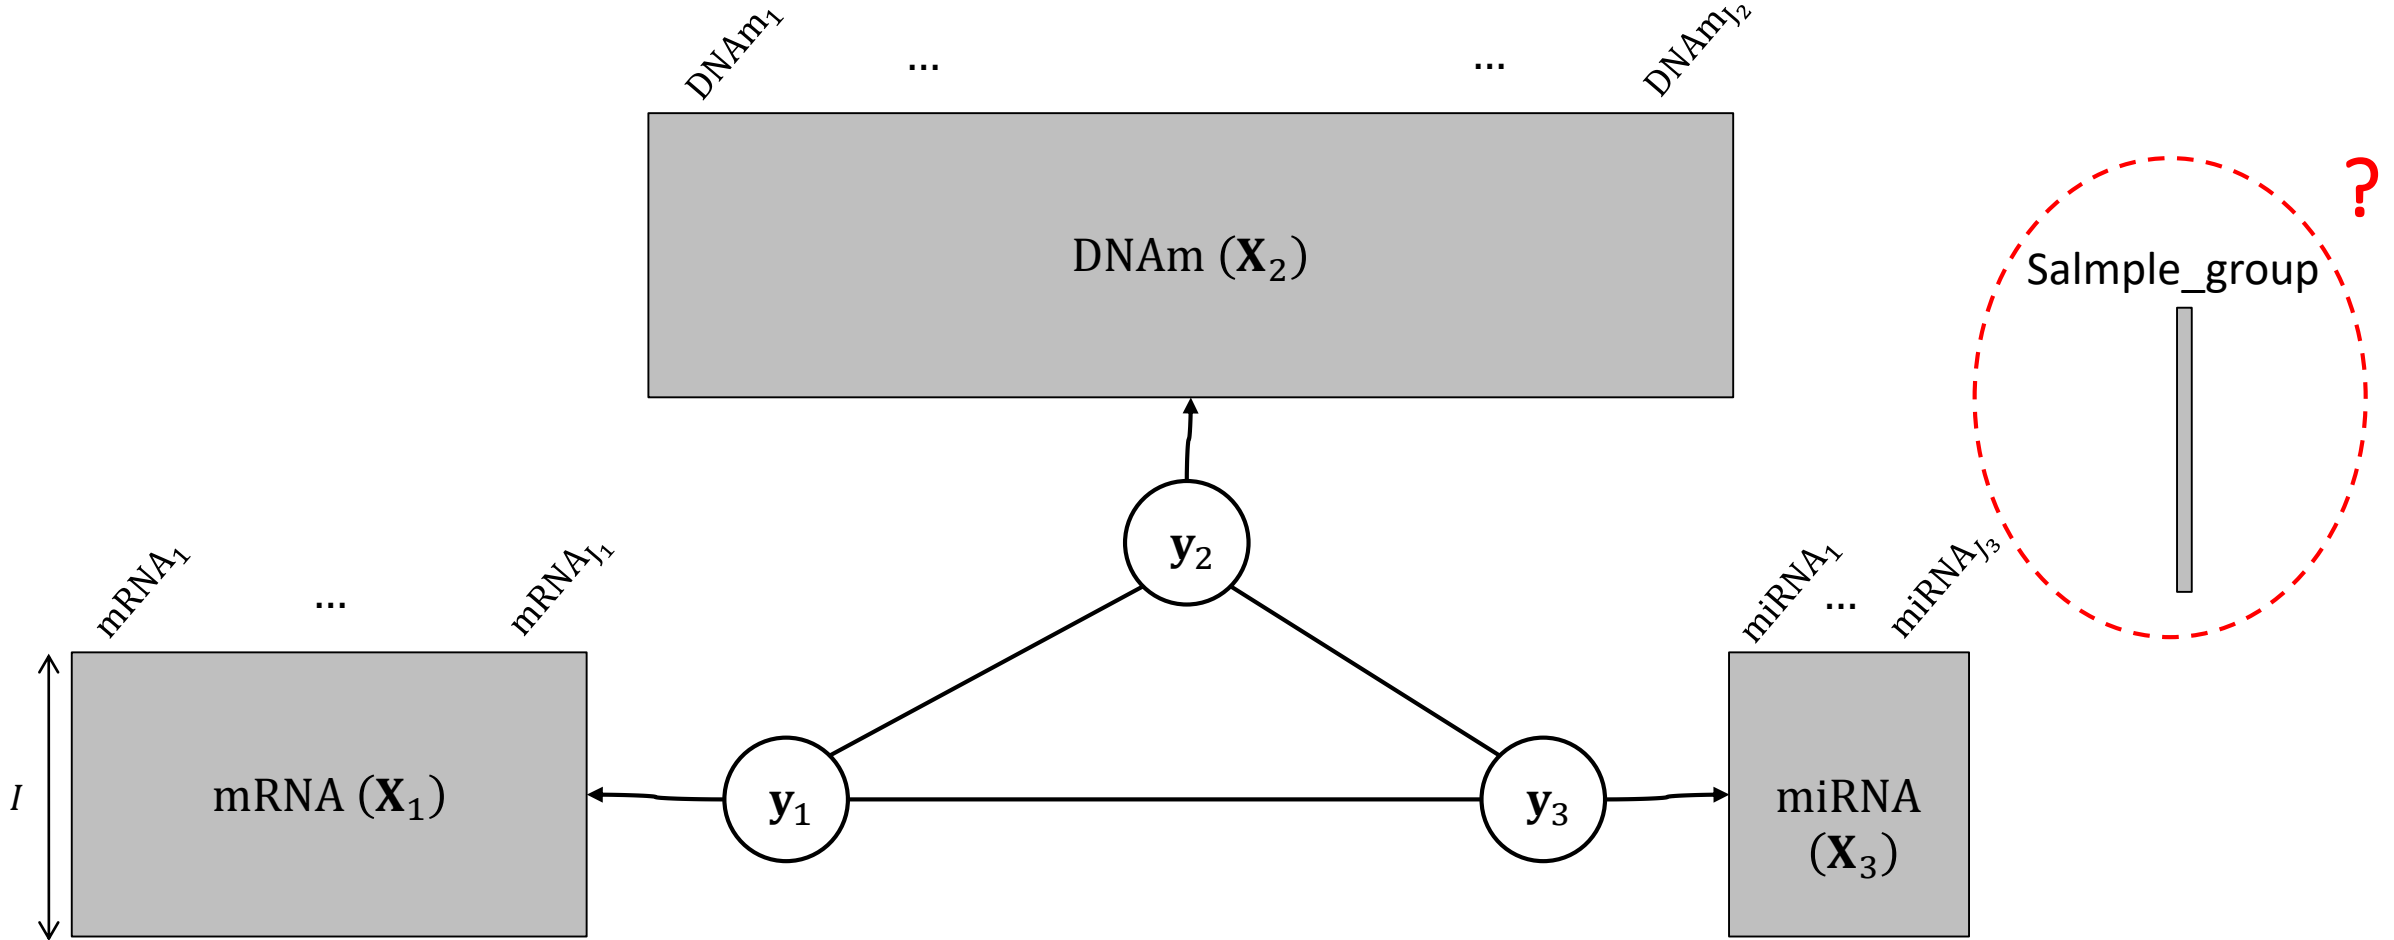 DNAm₁ ... ... DNAm_J₂
?
DNAm (𝐗₂)
Salmple_group
𝐲₂
mRNA₁ ... mRNA_J₁
miRNA₁ ... miRNA_J₃
I
mRNA (𝐗₁)
𝐲₁
𝐲₃
miRNA
(𝐗₃)